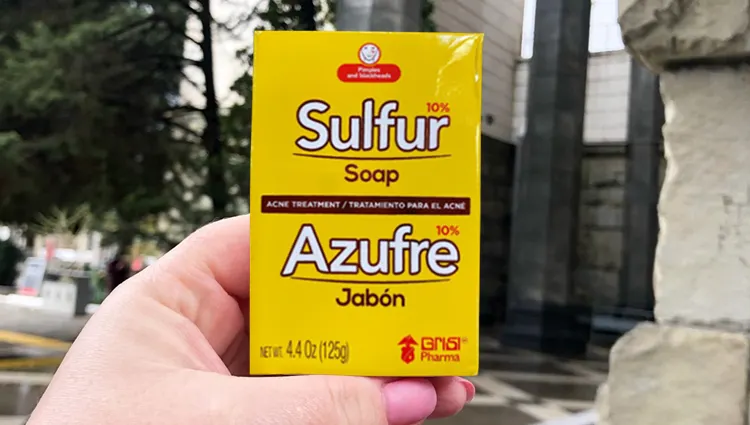 Pimples
and blackheads
10%
Sulfur
Soap
ACNE TREATMENT / TRATAMIENTO PARA EL ACNÉ
10%
Azufre
Jabón
NET WT. 4.4 Oz (125g)
GRISI
Pharma